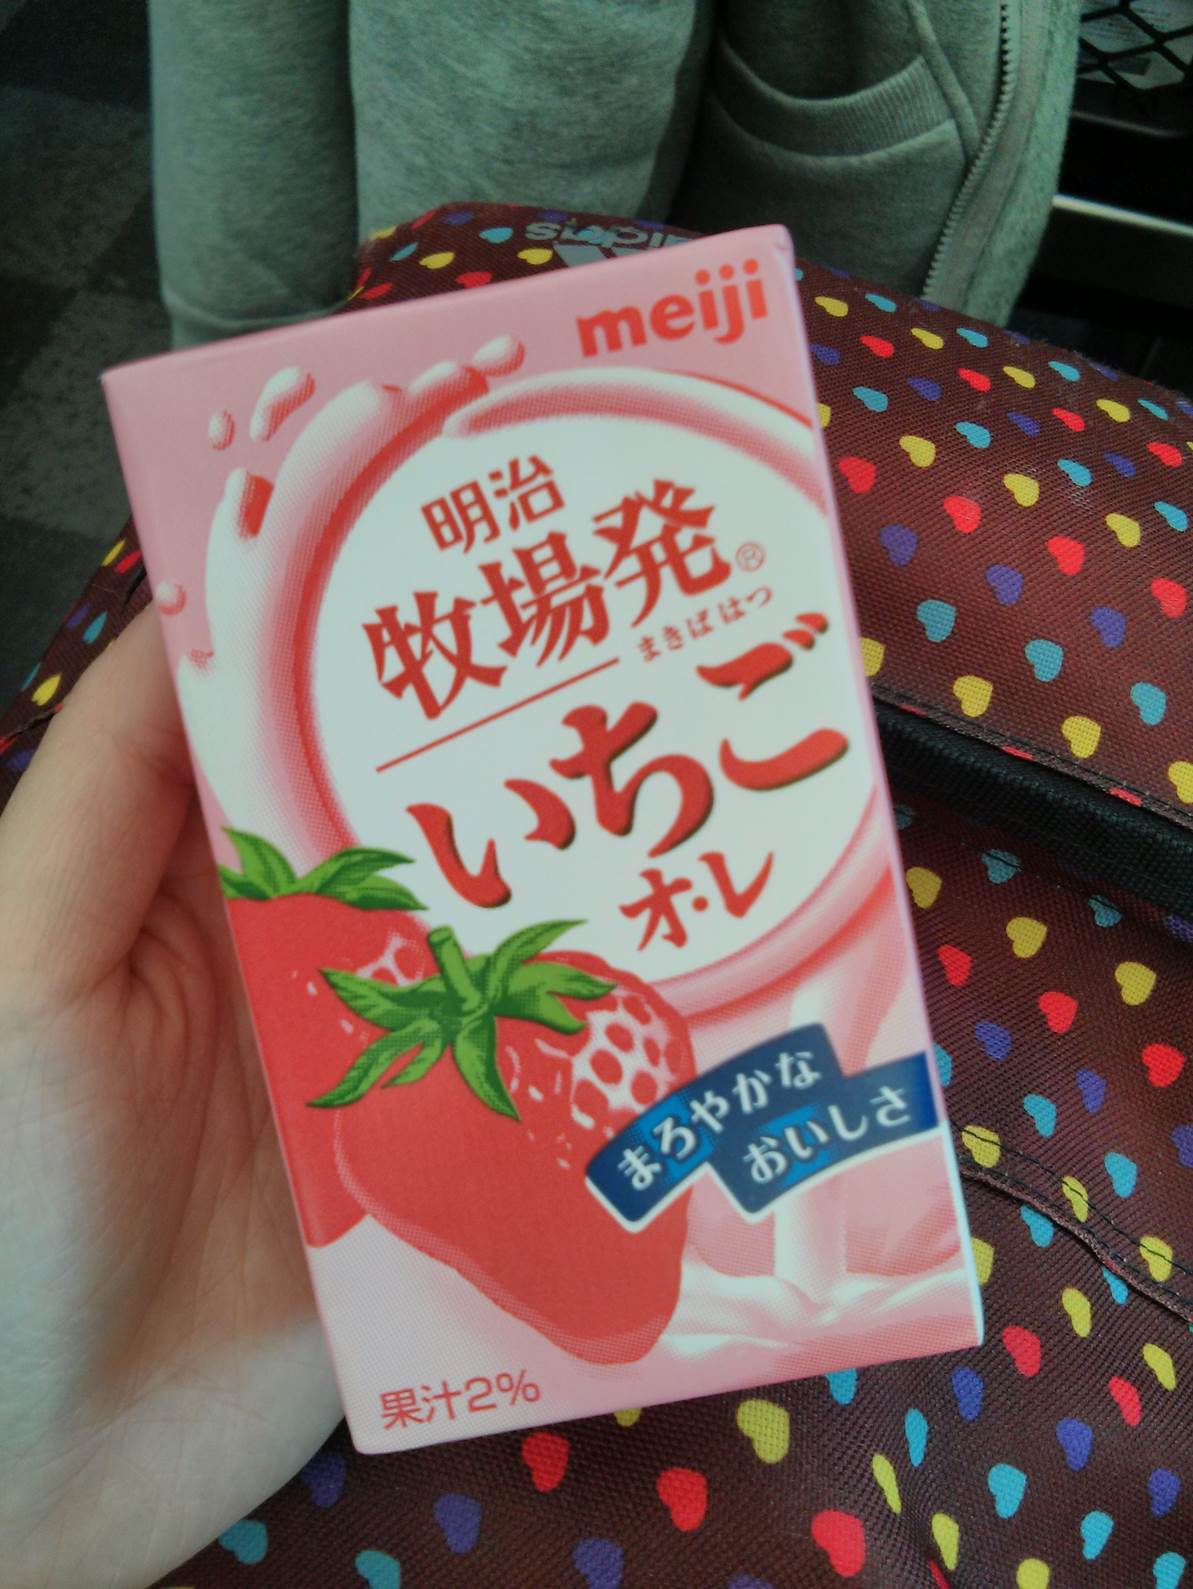 adidas
meiji
明治
牧場発®
まきばはつ
いちご
オ・レ
まろやかな
おいしさ
果汁2%